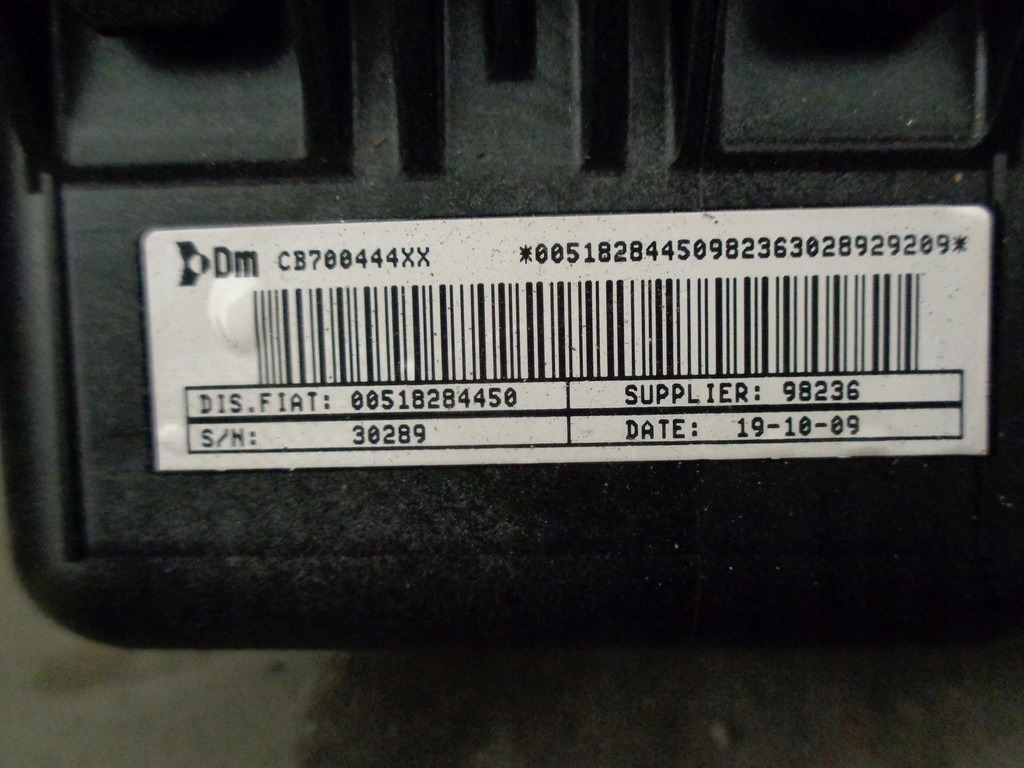 Dm CB700444XX *00518284450982363028929209*
DIS.FIAT: 00518284450 SUPPLIER: 98236
S/N: 30289 DATE: 19-10-09